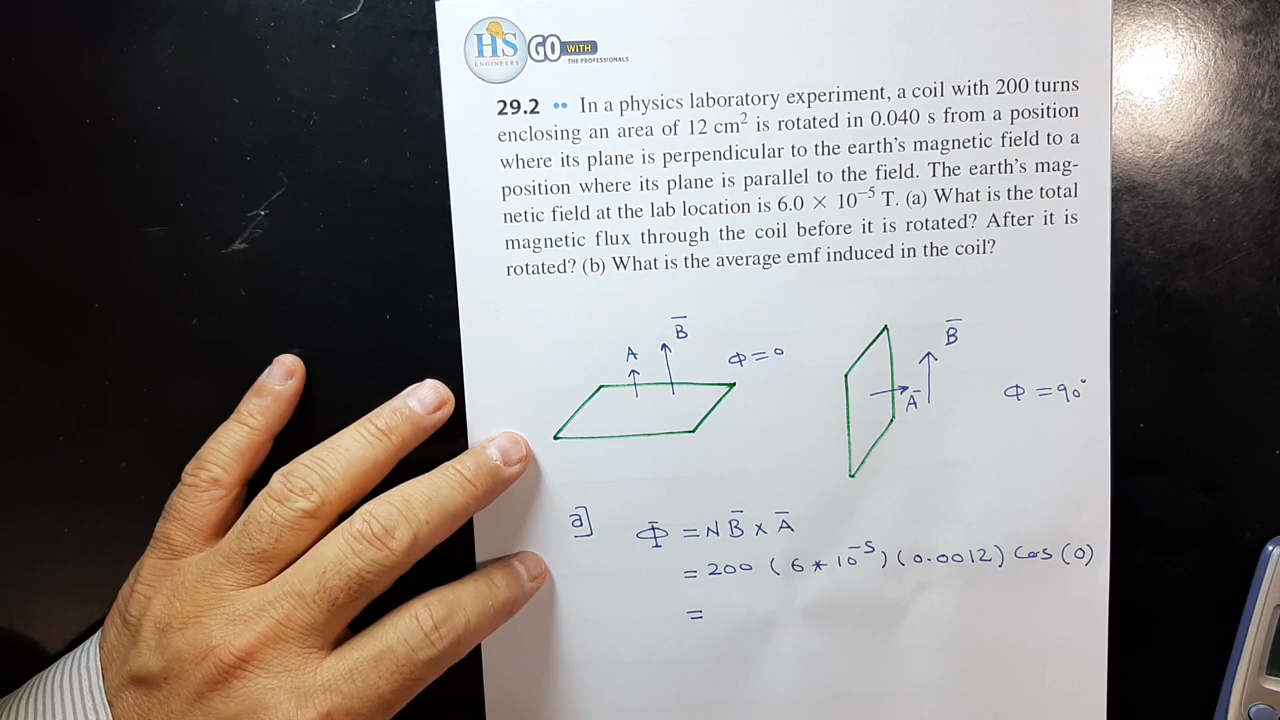 HS
ENGINEERS
GO WITH
THE PROFESSIONALS
29.2 •• In a physics laboratory experiment, a coil with 200 turns
enclosing an area of 12 cm² is rotated in 0.040 s from a position
where its plane is perpendicular to the earth's magnetic field to a
position where its plane is parallel to the field. The earth's mag-
netic field at the lab location is 6.0 × 10⁻⁵ T. (a) What is the total
magnetic flux through the coil before it is rotated? After it is
rotated? (b) What is the average emf induced in the coil?
A
B̅
Φ = 0
B̅
A̅
Φ = 90°
a] Φ̅ = N B̅ × A̅
= 200 (6 * 10⁻⁵) (0.0012) Cos (0)
=